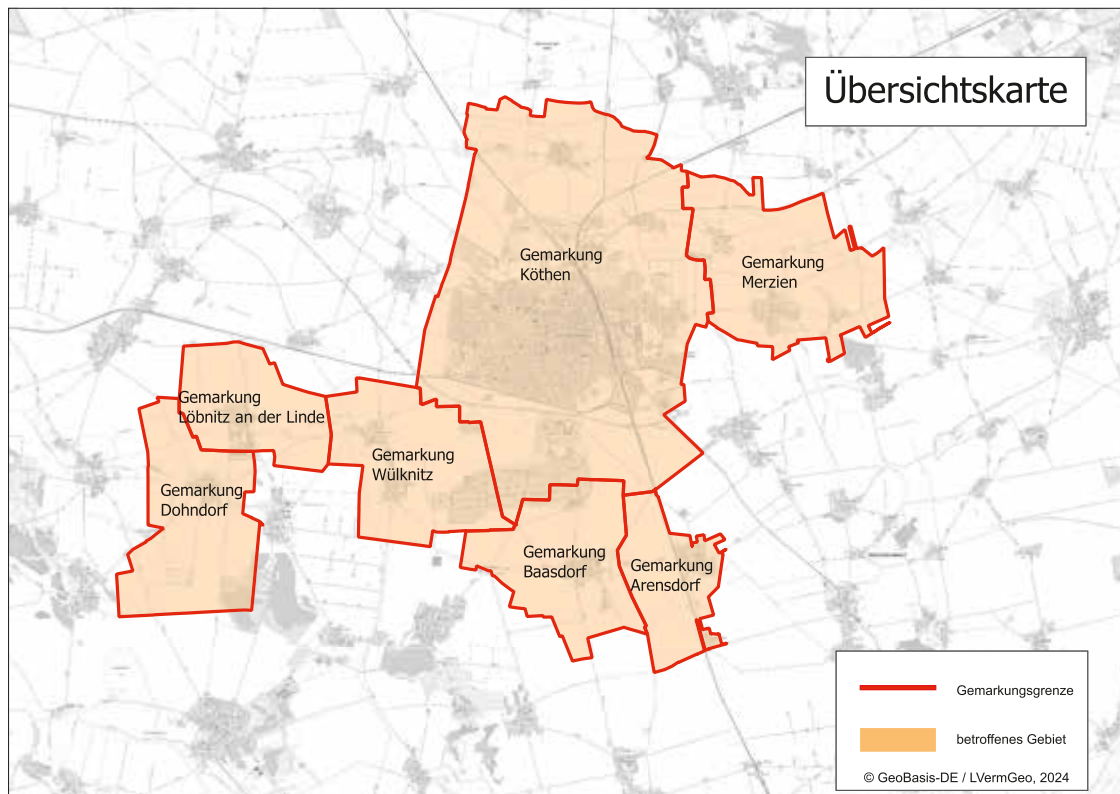 Übersichtskarte
Gemarkung
Köthen
Gemarkung
Merzien
Gemarkung
Löbnitz an der Linde
Gemarkung
Wülknitz
Gemarkung
Dohndorf
Gemarkung
Baasdorf
Gemarkung
Arensdorf
Gemarkungsgrenze
betroffenes Gebiet
© GeoBasis-DE / LVermGeo, 2024